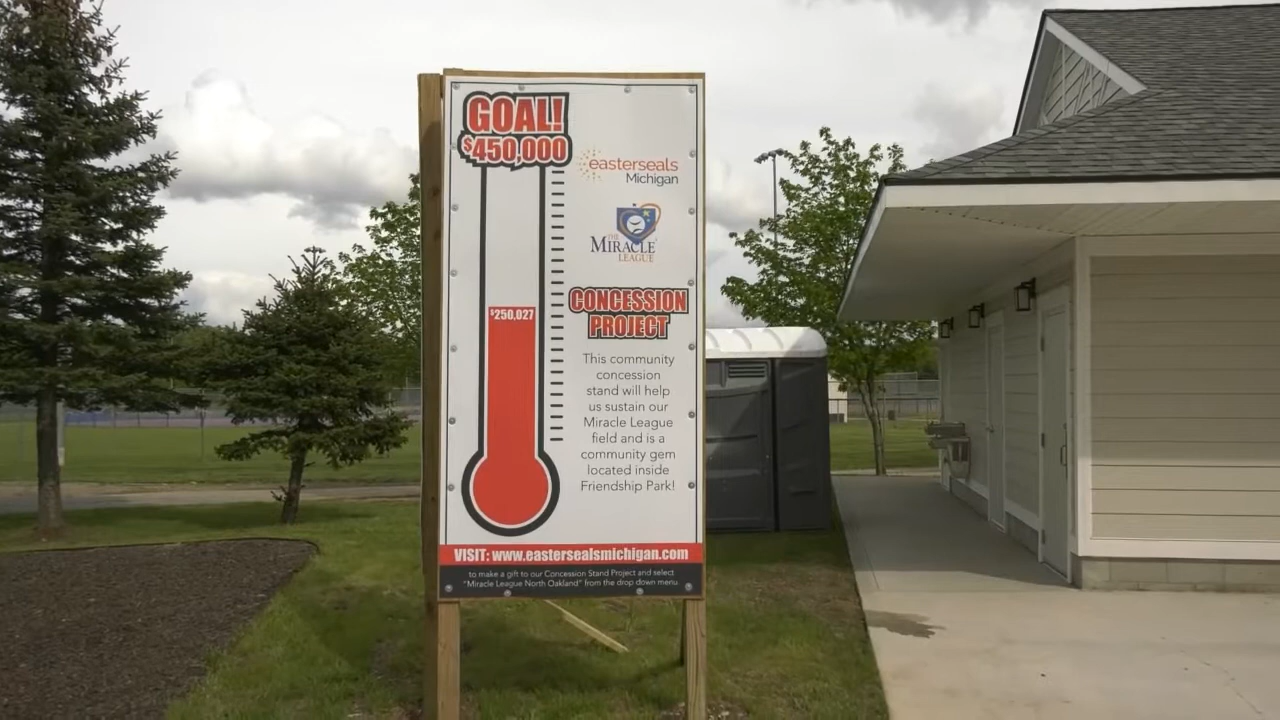 GOAL!
$450,000
easterseals
Michigan
THE
MIRACLE
LEAGUE
$250,027
CONCESSION
PROJECT
This community
concession
stand will help
us sustain our
Miracle League
field and is a
community gem
located inside
Friendship Park!
VISIT: www.eastersealsmichigan.com
to make a gift to our Concession Stand Project and select
"Miracle League North Oakland" from the drop down menu.